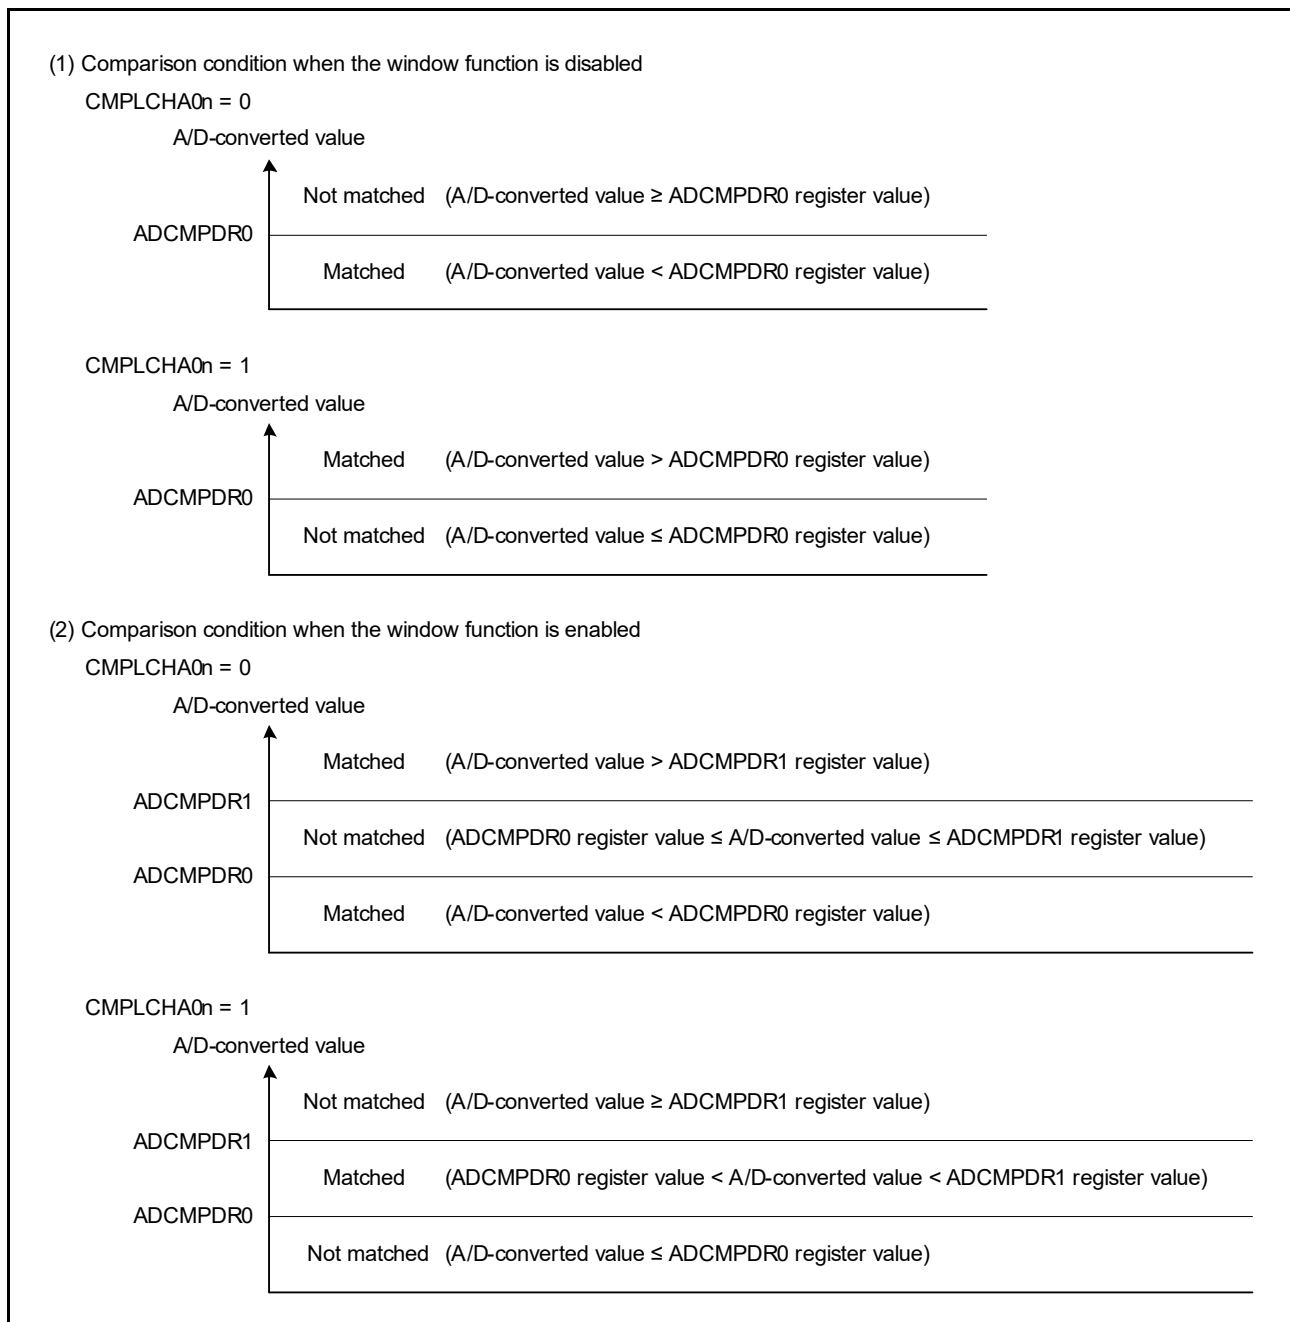 (1) Comparison condition when the window function is disabled
CMPLCHA0n = 0
A/D-converted value
Not matched (A/D-converted value ≥ ADCMPDR0 register value)
ADCMPDR0
Matched (A/D-converted value < ADCMPDR0 register value)
CMPLCHA0n = 1
A/D-converted value
Matched (A/D-converted value > ADCMPDR0 register value)
ADCMPDR0
Not matched (A/D-converted value ≤ ADCMPDR0 register value)
(2) Comparison condition when the window function is enabled
CMPLCHA0n = 0
A/D-converted value
Matched (A/D-converted value > ADCMPDR1 register value)
ADCMPDR1
Not matched (ADCMPDR0 register value ≤ A/D-converted value ≤ ADCMPDR1 register value)
ADCMPDR0
Matched (A/D-converted value < ADCMPDR0 register value)
CMPLCHA0n = 1
A/D-converted value
Not matched (A/D-converted value ≥ ADCMPDR1 register value)
ADCMPDR1
Matched (ADCMPDR0 register value < A/D-converted value < ADCMPDR1 register value)
ADCMPDR0
Not matched (A/D-converted value ≤ ADCMPDR0 register value)